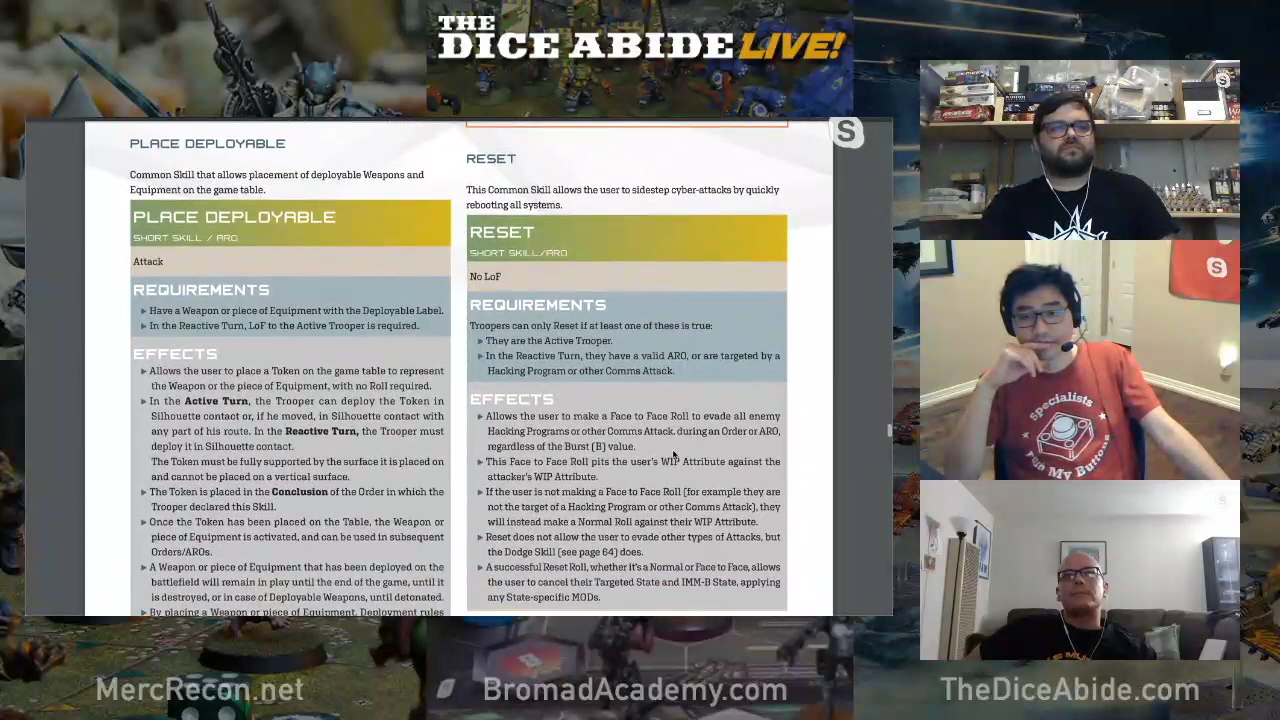 THE
DICE ABIDE LIVE!
PLACE DEPLOYABLE
Common Skill that allows placement of deployable Weapons and
Equipment on the game table.
PLACE DEPLOYABLE
SHORT SKILL / ARO
Attack
REQUIREMENTS
▶ Have a Weapon or piece of Equipment with the Deployable Label.
▶ In the Reactive Turn, LoF to the Active Trooper is required.
EFFECTS
▶ Allows the user to place a Token on the game table to represent
the Weapon or the piece of Equipment, with no Roll required.
▶ In the Active Turn, the Trooper can deploy the Token in
Silhouette contact or, if he moved, in Silhouette contact with
any part of his route. In the Reactive Turn, the Trooper must
deploy it in Silhouette contact.
The Token must be fully supported by the surface it is placed on
and cannot be placed on a vertical surface.
▶ The Token is placed in the Conclusion of the Order in which the
Trooper declared this Skill.
▶ Once the Token has been placed on the Table, the Weapon or
piece of Equipment is activated, and can be used in subsequent
Orders/AROs.
▶ A Weapon or piece of Equipment that has been deployed on the
battlefield will remain in play until the end of the game, until it
is destroyed, or in case of Deployable Weapons, until detonated.
▶ By placing a Weapon or piece of Equipment, Deployment rules
RESET
This Common Skill allows the user to sidestep cyber-attacks by quickly
rebooting all systems.
RESET
SHORT SKILL/ARO
No LoF
REQUIREMENTS
Troopers can only Reset if at least one of these is true:
▶ They are the Active Trooper.
▶ In the Reactive Turn, they have a valid ARO, or are targeted by a
Hacking Program or other Comms Attack.
EFFECTS
▶ Allows the user to make a Face to Face Roll to evade all enemy
Hacking Programs or other Comms Attack. during an Order or ARO,
regardless of the Burst (B) value.
▶ This Face to Face Roll pits the user's WIP Attribute against the
attacker's WIP Attribute.
▶ If the user is not making a Face to Face Roll (for example they are
not the target of a Hacking Program or other Comms Attack), they
will instead make a Normal Roll against their WIP Attribute.
▶ Reset does not allow the user to evade other types of Attacks, but
the Dodge Skill (see page 64) does.
▶ A successful Reset Roll, whether it's a Normal or Face to Face, allows
the user to cancel their Targeted State and IMM-B State, applying
any State-specific MODs.
S
S
S
Specialists
My Buttons
MercRecon.net
BromadAcademy.com
TheDiceAbide.com